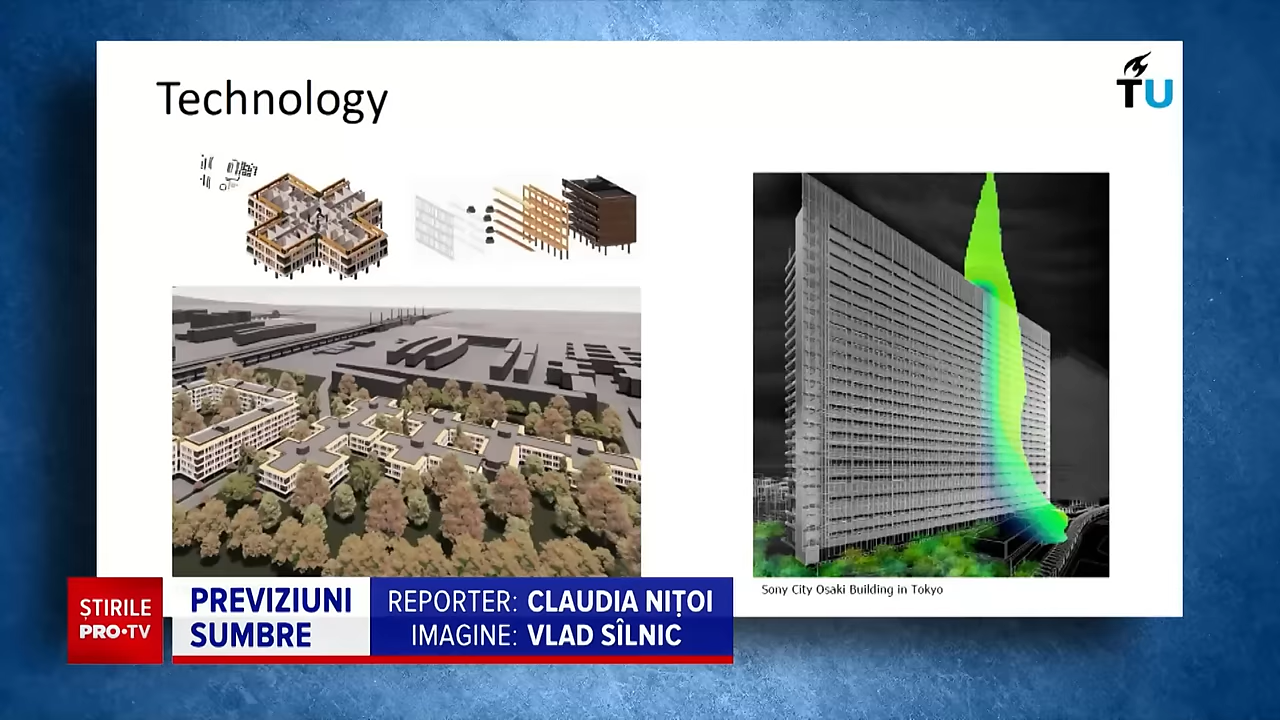 Technology
TU
Sony City Osaki Building in Tokyo
ȘTIRILE
PRO•TV
PREVIZIUNI
SUMBRE
REPORTER: CLAUDIA NIȚOI
IMAGINE: VLAD SÎLNIC